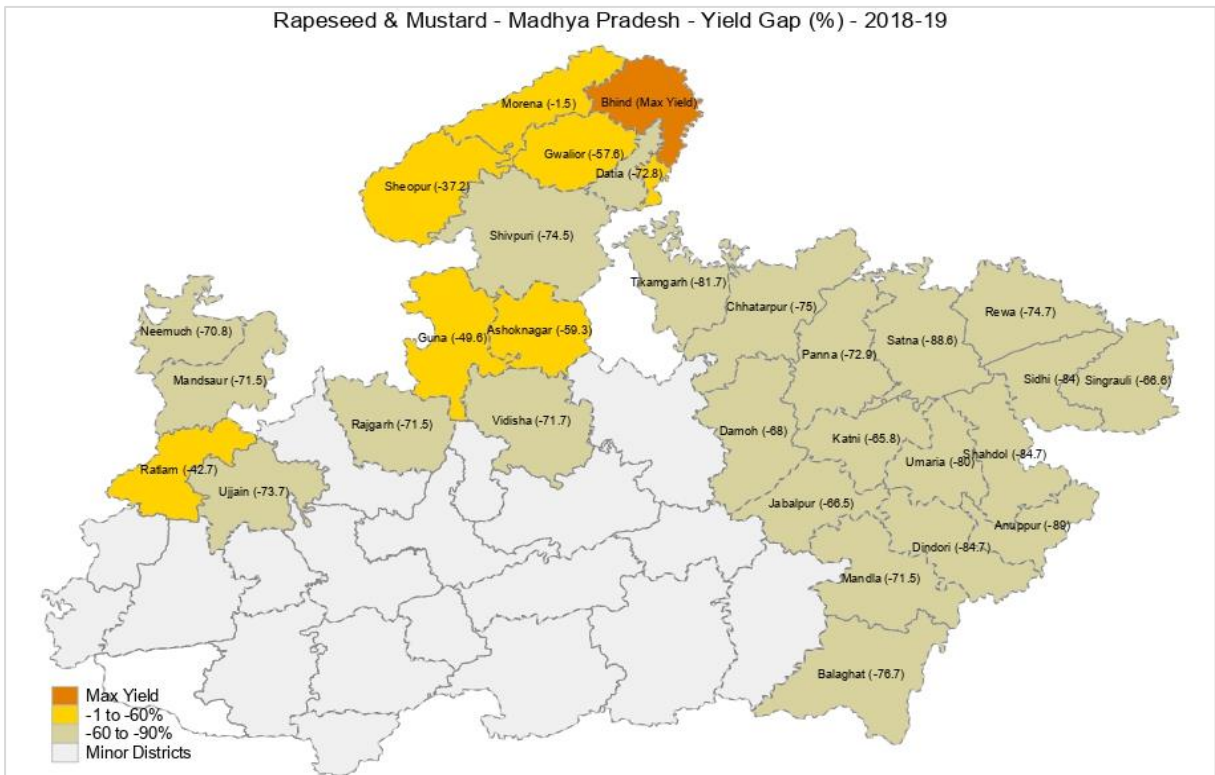 Rapeseed & Mustard - Madhya Pradesh - Yield Gap (%) - 2018-19
Morena (-1.5)
Bhind (Max Yield)
Gwalior (-57.6)
Datia (-72.8)
Sheopur (-37.2)
Shivpuri (-74.5)
Tikamgarh (-81.7)
Chhatarpur (-75)
Rewa (-74.7)
Neemuch (-70.8)
Guna (-49.6)
Ashoknagar (-59.3)
Panna (-72.9)
Satna (-88.6)
Mandsaur (-71.5)
Sidhi (-84)
Singrauli (-66.6)
Rajgarh (-71.5)
Vidisha (-71.7)
Damoh (-68)
Katni (-65.8)
Umaria (-80)
Shahdol (-84.7)
Ratlam (-42.7)
Ujjain (-73.7)
Jabalpur (-66.5)
Anuppur (-89)
Dindori (-84.7)
Mandla (-71.5)
Balaghat (-76.7)
Max Yield
-1 to -60%
-60 to -90%
Minor Districts